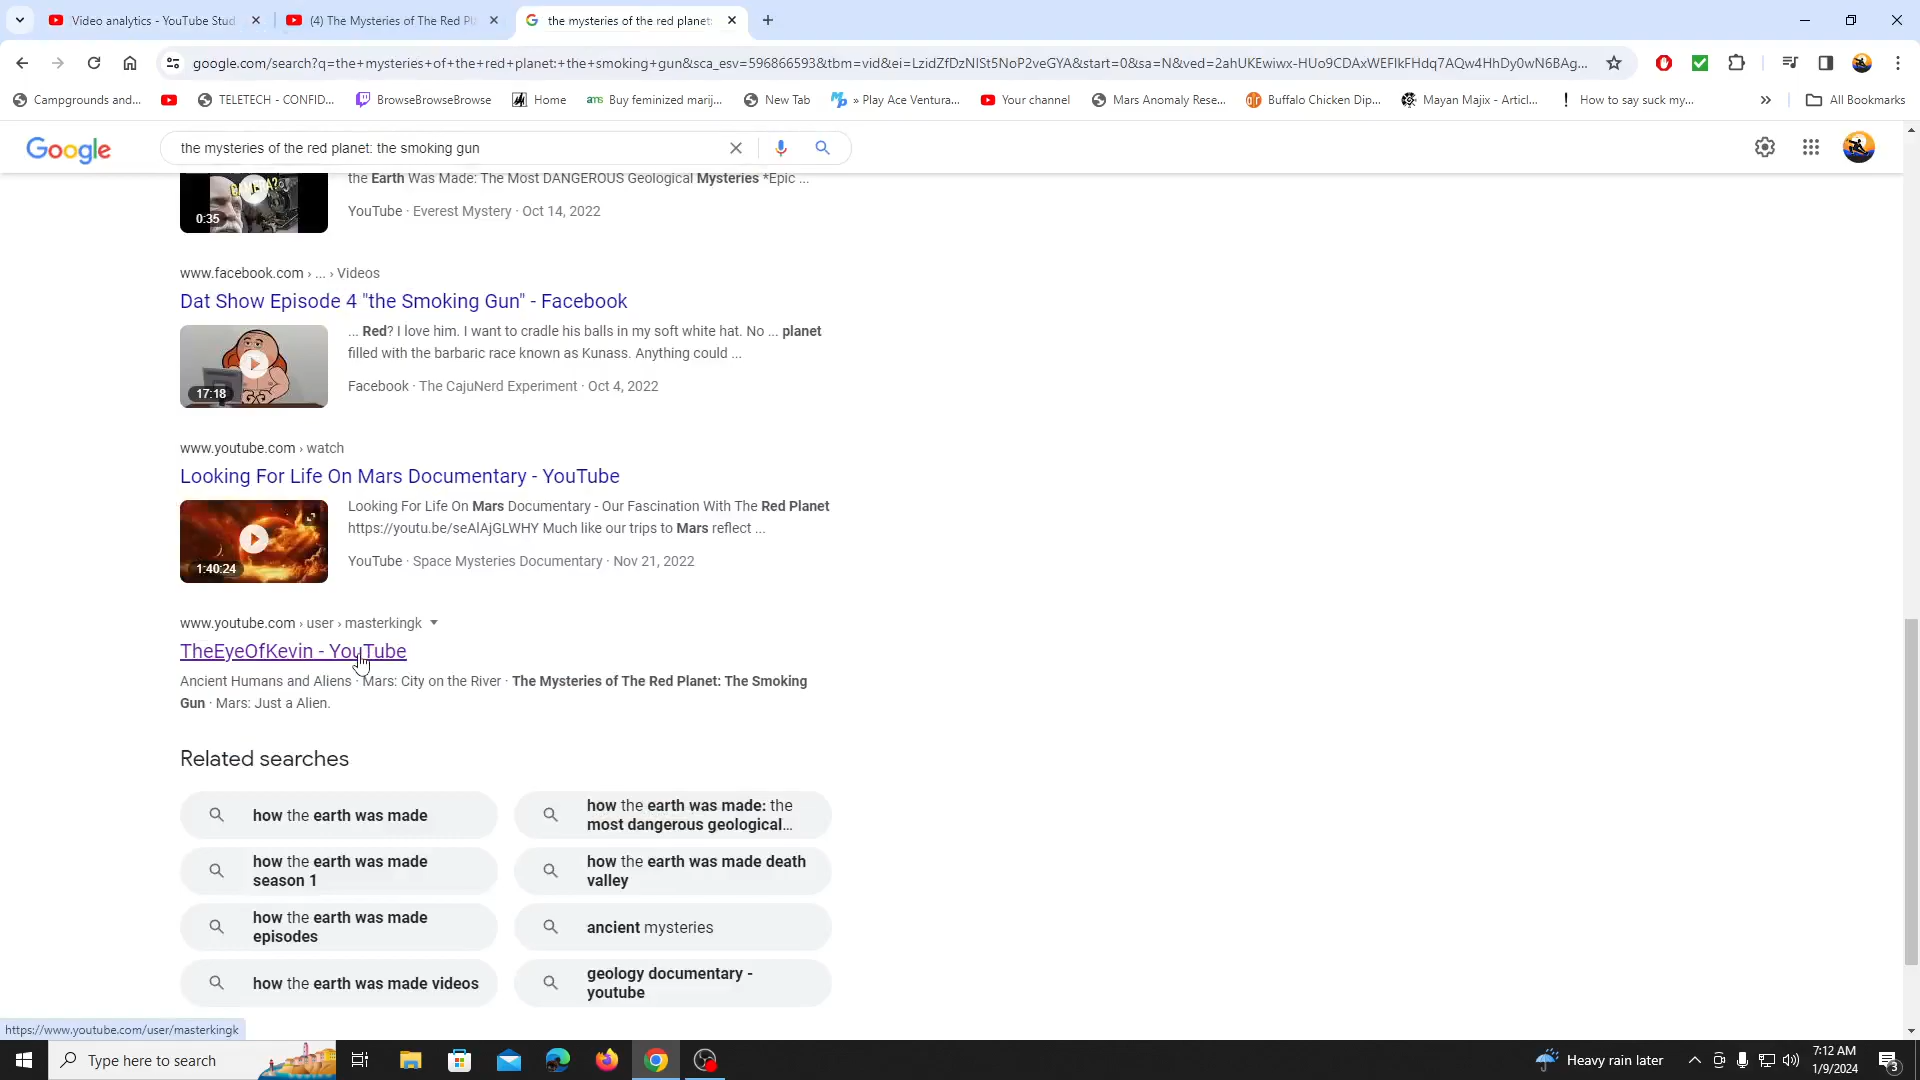 Video analytics - YouTube Stud
(4) The Mysteries of The Red Pl
the mysteries of the red planet:
google.com/search?q=the+mysteries+of+the+red+planet:+the+smoking+gun&sca_esv=596866593&tbm=vid&ei=LzidZfDzNISt5NoP2veGYA&start=0&sa=N&ved=2ahUKEwiwx-HUo9CDAxWEFlkFHdq7AQw4HhDy0wN6BAg...
Campgrounds and...
TELETECH - CONFID...
BrowseBrowseBrowse
Home
ams Buy feminized marij...
New Tab
» Play Ace Ventura...
Your channel
Mars Anomaly Rese...
Buffalo Chicken Dip...
Mayan Majix - Articl...
How to say suck my...
»
All Bookmarks
Google
the mysteries of the red planet: the smoking gun
the Earth Was Made: The Most DANGEROUS Geological Mysteries *Epic ...
0:35
YouTube · Everest Mystery · Oct 14, 2022
www.facebook.com › ... › Videos
Dat Show Episode 4 "the Smoking Gun" - Facebook
... Red? I love him. I want to cradle his balls in my soft white hat. No ... planet
filled with the barbaric race known as Kunass. Anything could ...
17:18
Facebook · The CajuNerd Experiment · Oct 4, 2022
www.youtube.com › watch
Looking For Life On Mars Documentary - YouTube
Looking For Life On Mars Documentary - Our Fascination With The Red Planet
https://youtu.be/seAlAjGLWHY Much like our trips to Mars reflect ...
1:40:24
YouTube · Space Mysteries Documentary · Nov 21, 2022
www.youtube.com › user › masterkingk
TheEyeOfKevin - YouTube
Ancient Humans and Aliens · Mars: City on the River · The Mysteries of The Red Planet: The Smoking
Gun · Mars: Just a Alien.
Related searches
how the earth was made
how the earth was made: the
most dangerous geological...
how the earth was made
season 1
how the earth was made death
valley
how the earth was made
episodes
ancient mysteries
how the earth was made videos
geology documentary -
youtube
https://www.youtube.com/user/masterkingk
Type here to search
Heavy rain later
7:12 AM
1/9/2024
3